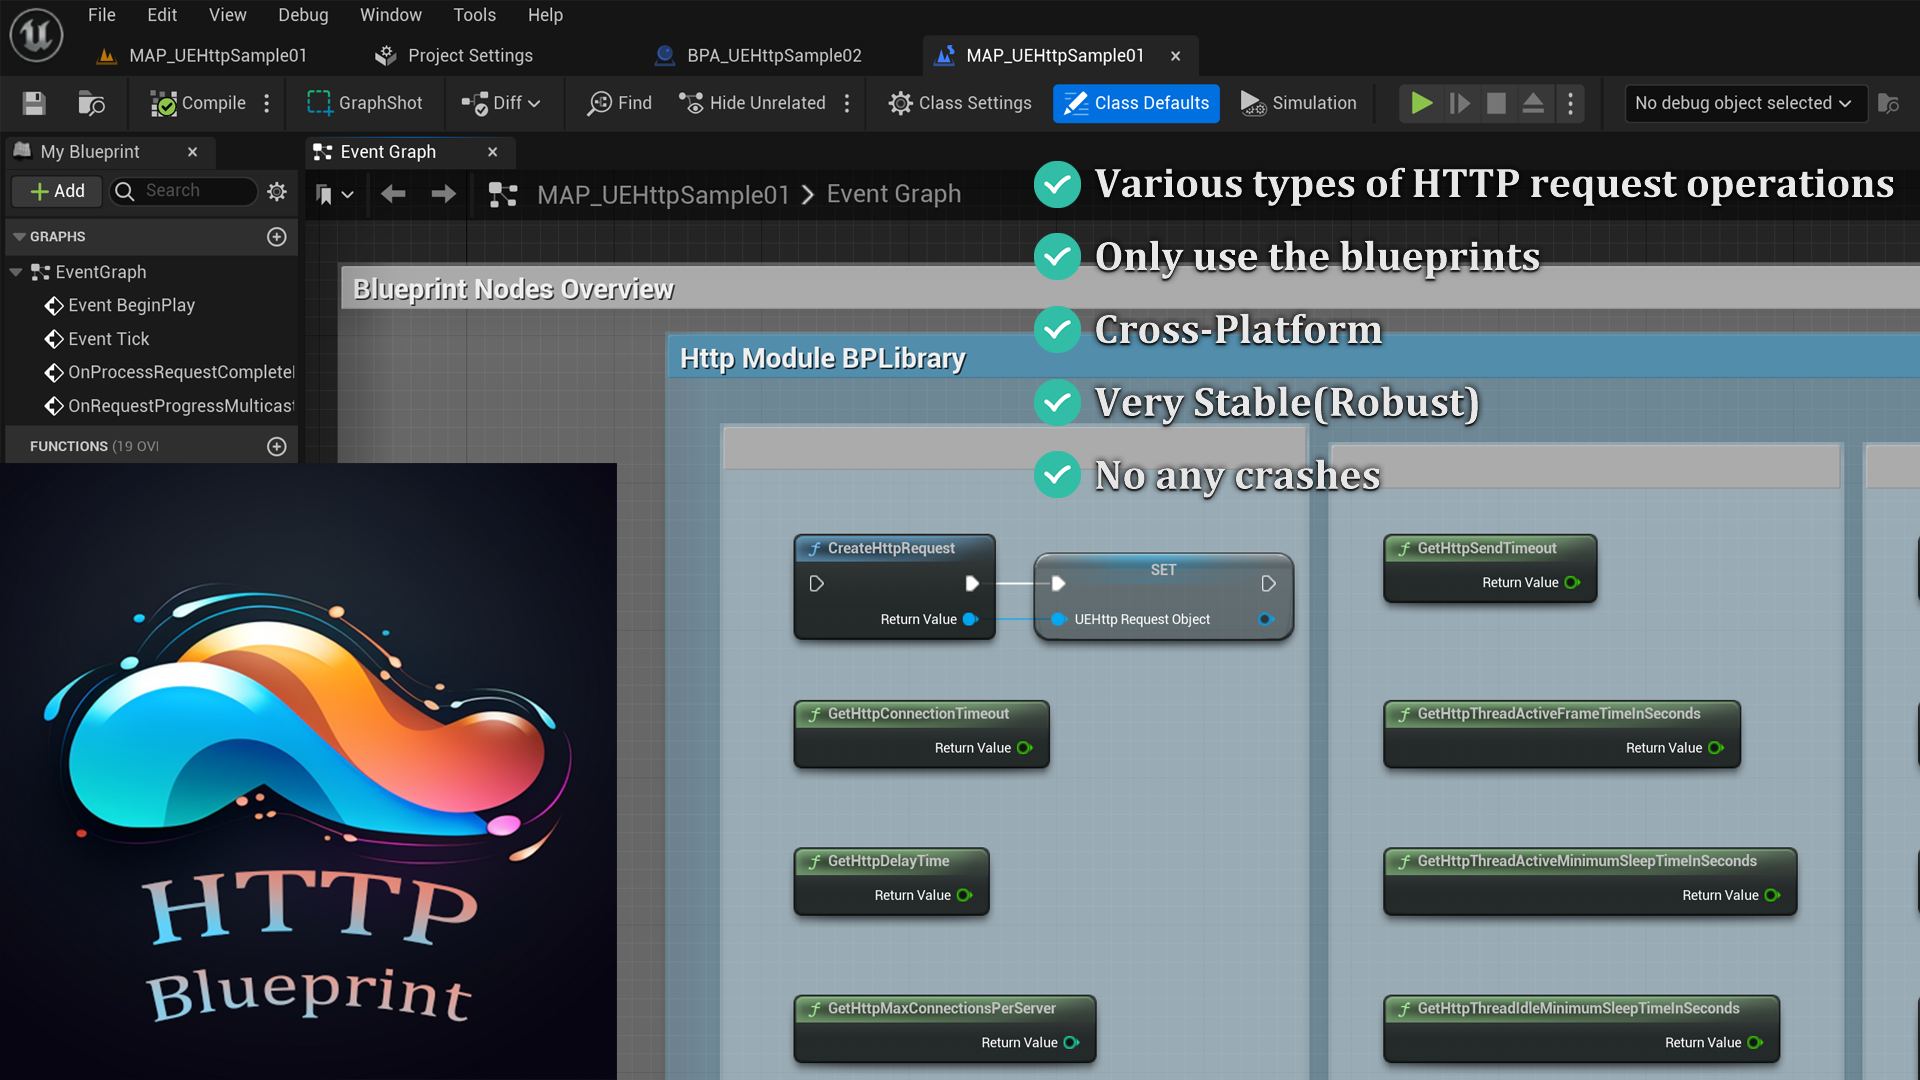 File Edit View Debug Window Tools Help
MAP_UEHttpSample01 Project Settings BPA_UEHttpSample02 MAP_UEHttpSample01
Compile GraphShot Diff Find Hide Unrelated Class Settings Class Defaults Simulation No debug object selected
My Blueprint Event Graph
Add Search MAP_UEHttpSample01 Event Graph
GRAPHS
EventGraph
Event BeginPlay
Event Tick
OnProcessRequestComplete
OnRequestProgressMulticast
FUNCTIONS (19 OVI
Various types of HTTP request operations
Only use the blueprints
Cross-Platform
Very Stable(Robust)
No any crashes
Blueprint Nodes Overview
Http Module BPLibrary
CreateHttpRequest
Return Value
SET
UEHttp Request Object
GetHttpSendTimeout
Return Value
GetHttpConnectionTimeout
Return Value
GetHttpThreadActiveFrameTimeInSeconds
Return Value
GetHttpDelayTime
Return Value
GetHttpThreadActiveMinimumSleepTimeInSeconds
Return Value
GetHttpMaxConnectionsPerServer
Return Value
GetHttpThreadIdleMinimumSleepTimeInSeconds
Return Value
HTTP
Blueprint